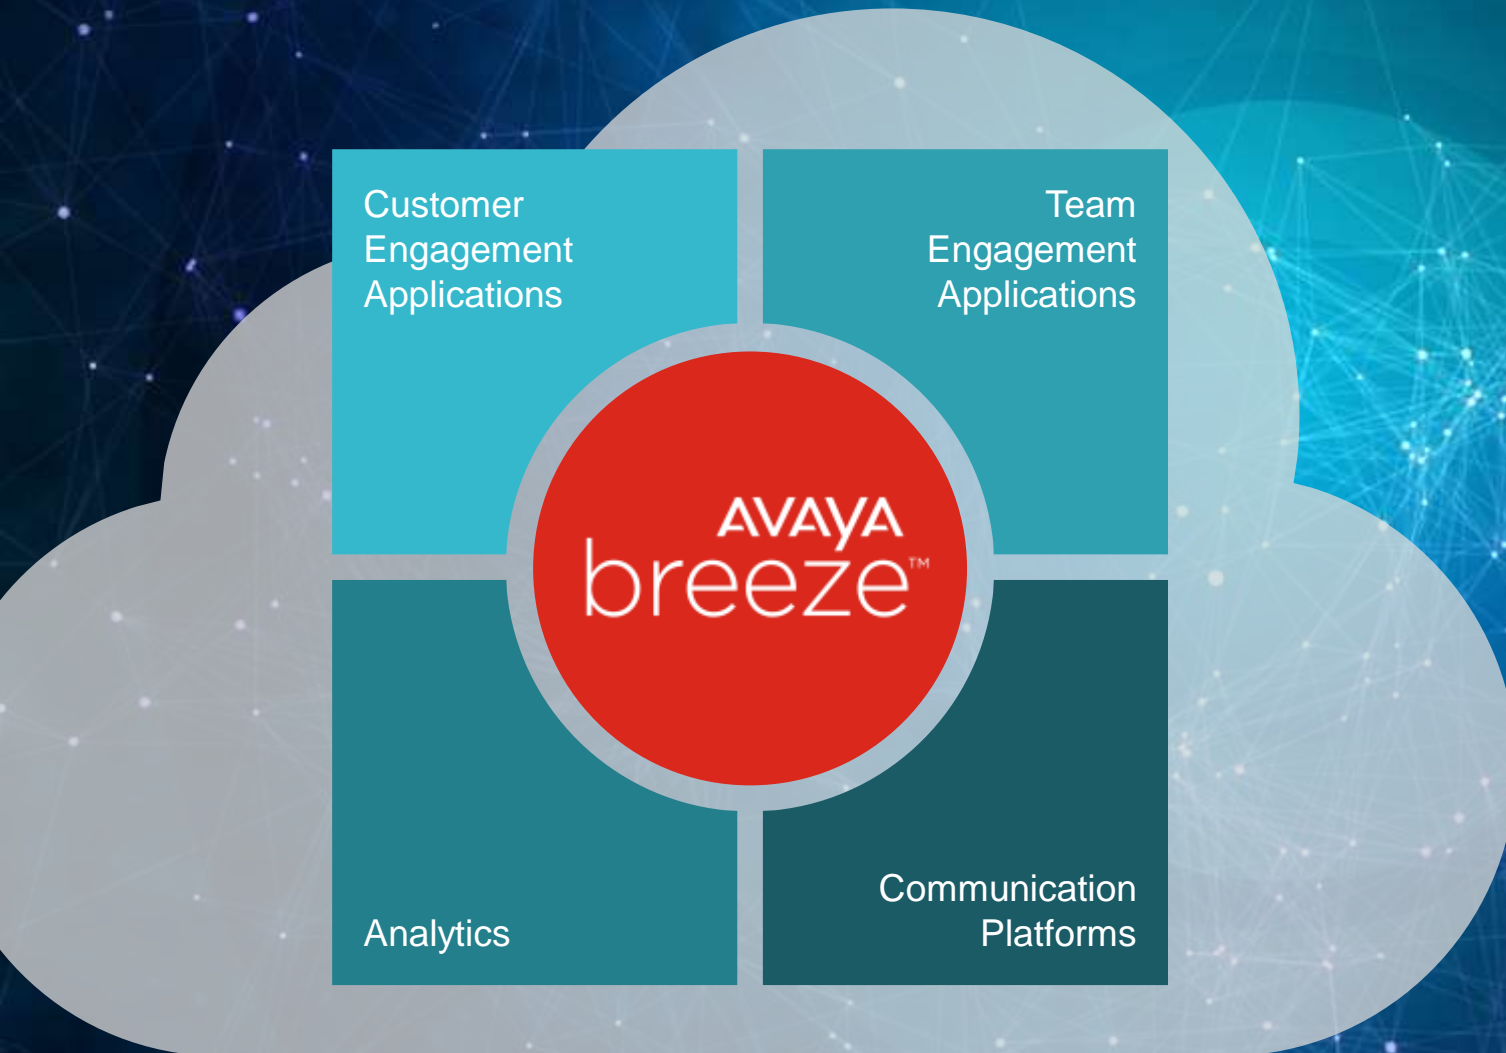 Customer
Engagement
Applications
Team
Engagement
Applications
AVAYA
breeze™
Analytics
Communication
Platforms